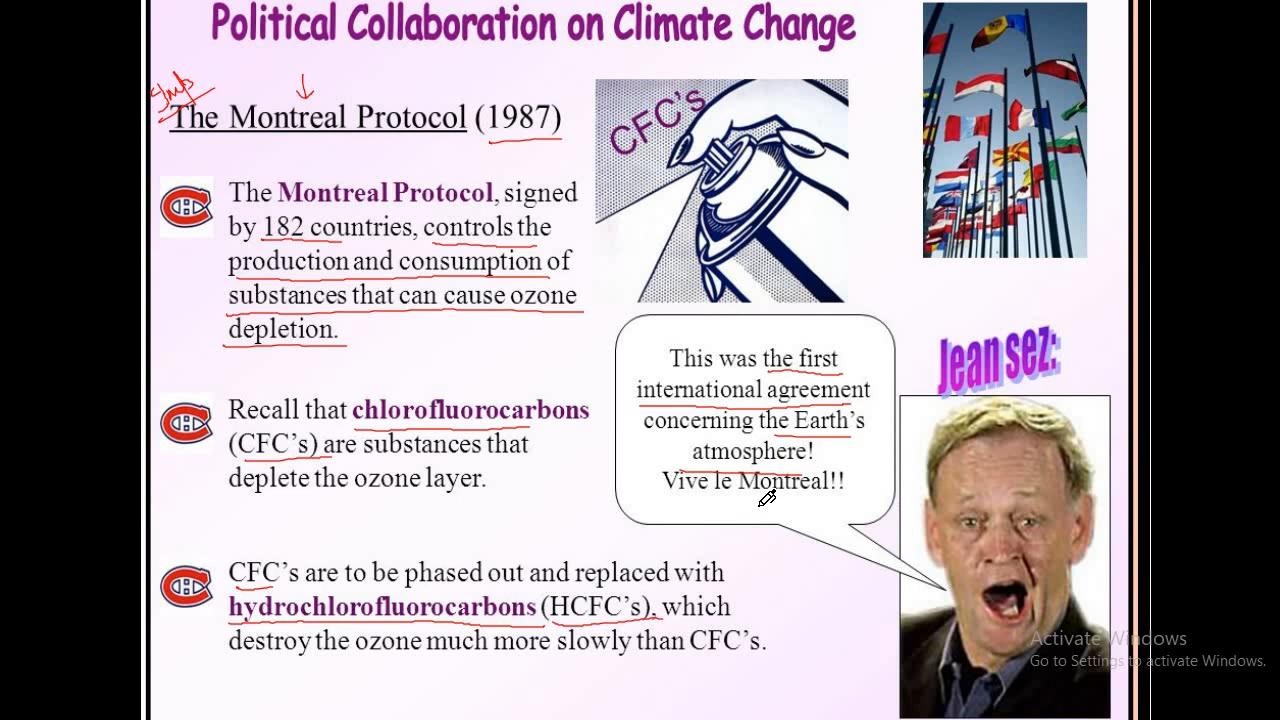 Political Collaboration on Climate Change
The Montreal Protocol (1987)
CFC's
The Montreal Protocol, signed
by 182 countries, controls the
production and consumption of
substances that can cause ozone
depletion.
Recall that chlorofluorocarbons
(CFC's) are substances that
deplete the ozone layer.
CFC's are to be phased out and replaced with
hydrochlorofluorocarbons (HCFC's), which
destroy the ozone much more slowly than CFC's.
This was the first
international agreement
concerning the Earth's
atmosphere!
Vive le Montreal!!
Jean sez:
Activate Windows
Go to Settings to activate Windows.